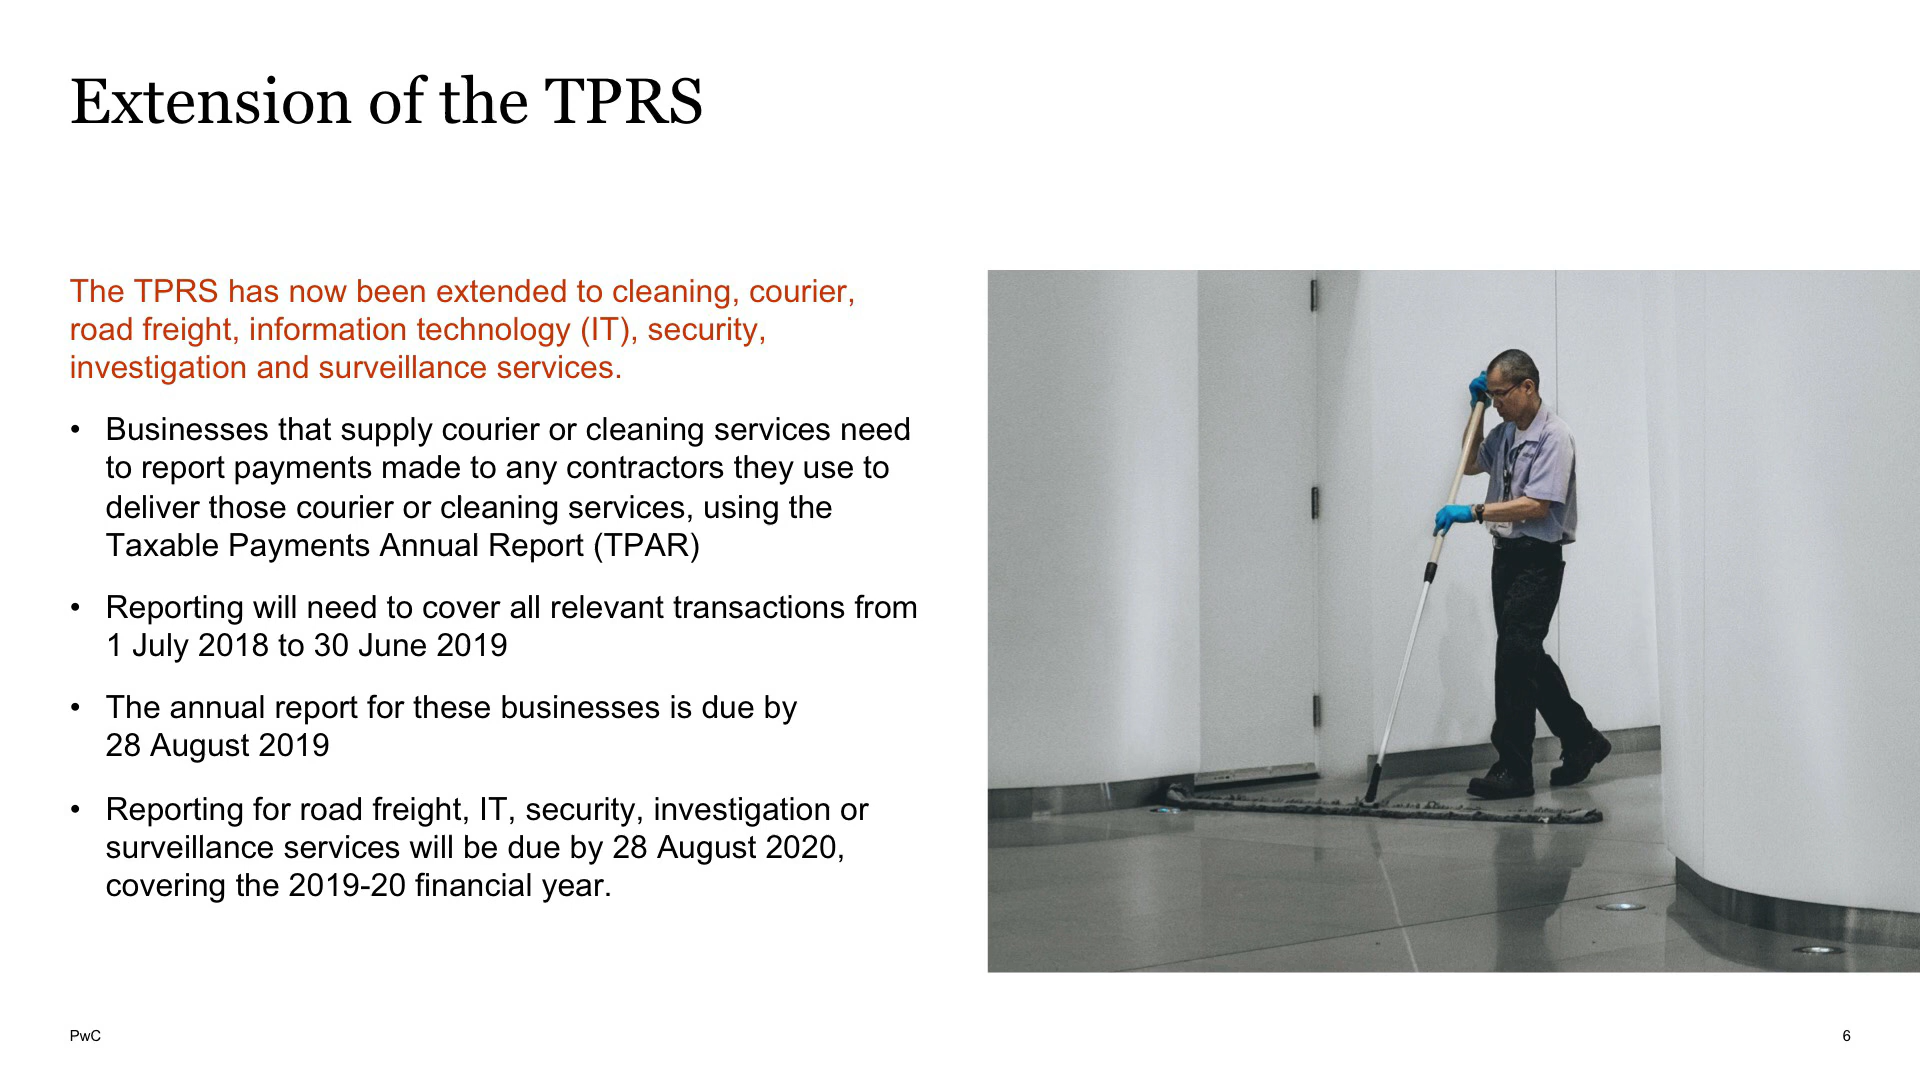 Extension of the TPRS
The TPRS has now been extended to cleaning, courier,
road freight, information technology (IT), security,
investigation and surveillance services.
• Businesses that supply courier or cleaning services need
to report payments made to any contractors they use to
deliver those courier or cleaning services, using the
Taxable Payments Annual Report (TPAR)
• Reporting will need to cover all relevant transactions from
1 July 2018 to 30 June 2019
• The annual report for these businesses is due by
28 August 2019
• Reporting for road freight, IT, security, investigation or
surveillance services will be due by 28 August 2020,
covering the 2019-20 financial year.
PwC
6